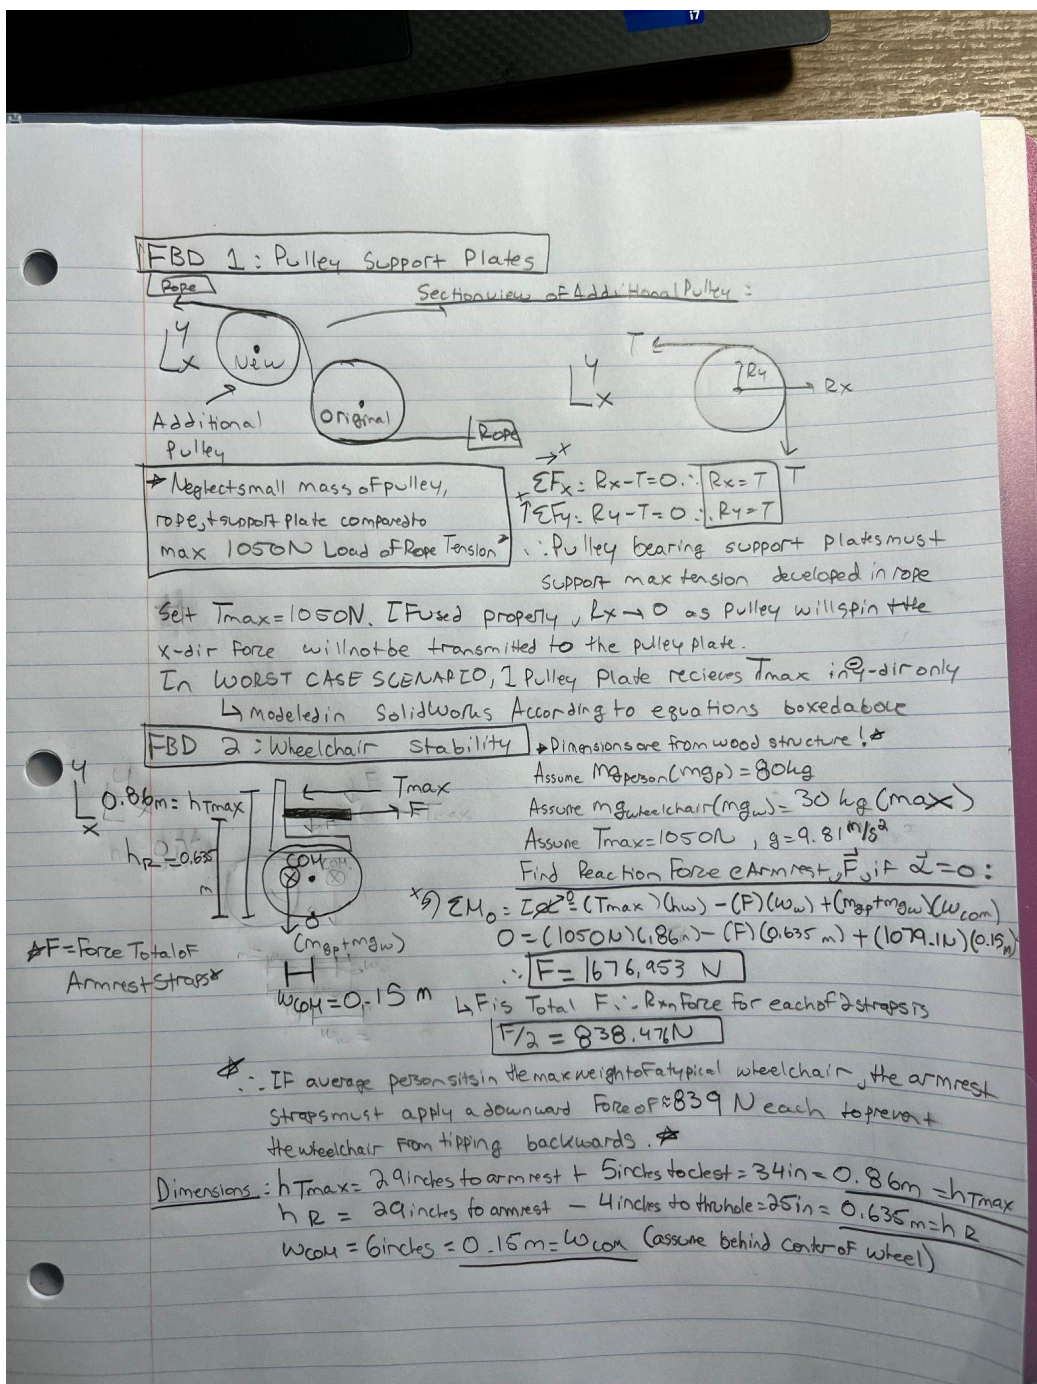 i7
FBD 1: Pulley Support Plates
Rope
Section view of Additional Pulley:
y
x
New
Original
Rope
Additional
Pulley
y
x
T
Ry
Rx
T
→ Neglect small mass of pulley,
rope, + support plate compared to
max 1050N Load of Rope Tension
→x
ΣFx: Rx-T=0 ∴ Rx=T
+↑ΣFy: Ry-T=0 ∴ Ry=T
∴ Pulley bearing support plates must
support max tension developed in rope
Set Tmax=1050N. IF used properly, Rx→0 as pulley will spin + the
x-dir force will not be transmitted to the pulley plate.
In WORST CASE SCENARIO, 1 Pulley Plate recieves Tmax in ⊖y-dir only
↳ modeled in SolidWorks According to equations boxed above
FBD 2: Wheelchair Stability
→ Dimensions are from wood structure!☆
y
x
0.86m = hTmax
hR = 0.635
m
Tmax
F
COM
O
(mgp+mgw)
H
WCOM = 0.15 m
☆F = Force Total of
Armrest Straps☆
Assume mgperson(mgp) = 80kg
Assume mgwheelchair(mgw) = 30 kg (max)
Assume Tmax=1050N, g=9.81 m/s²
Find Reaction Force @ Armrest, F, if α=0:
+↶) ΣMo = Iα⁰ = (Tmax)(hw) - (F)(Ww) + (mgp+mgw)(Wcom)
0 = (1050N)(.86m) - (F)(0.635 m) + (1079.1N)(0.15m)
∴ F = 1676.953 N
↳ F is Total F ∴ Rxn Force for each of 2 straps is
F/2 = 838.476N
☆ ∴ IF average person sits in the max weight of a typical wheelchair, the armrest
straps must apply a downward Force of ≈839 N each to prevent
the wheelchair from tipping backwards. ☆
Dimensions: hTmax = 29 inches to armrest + 5 inches to chest = 34in = 0.86m = hTmax
hR = 29 inches to armrest - 4 inches to thruhole = 25in = 0.635m = hR
WCOM = 6 inches = 0.15m = WCOM (assume behind center of wheel)